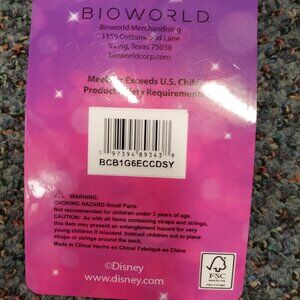 BIOWORLD
Bioworld Merchandising
1159 Cottonwood Lane
Irving, Texas 75038
bioworldcorp.com
Meets or Exceeds U.S. Child
Product Safety Requirements
1 97394 89343 8
BCB1G6ECCDSY
WARNING:
CHOKING HAZARD-Small Parts.
Not recommended for children under 3 years of age.
CAUTION: As with all items containing straps and strings,
this item may present an entanglement hazard for very
young children if misused. Instruct children not to place
straps or strings around the neck.
Made in China/ Hecho en China/ Fabriqué en Chine
©Disney
www.disney.com
FSC